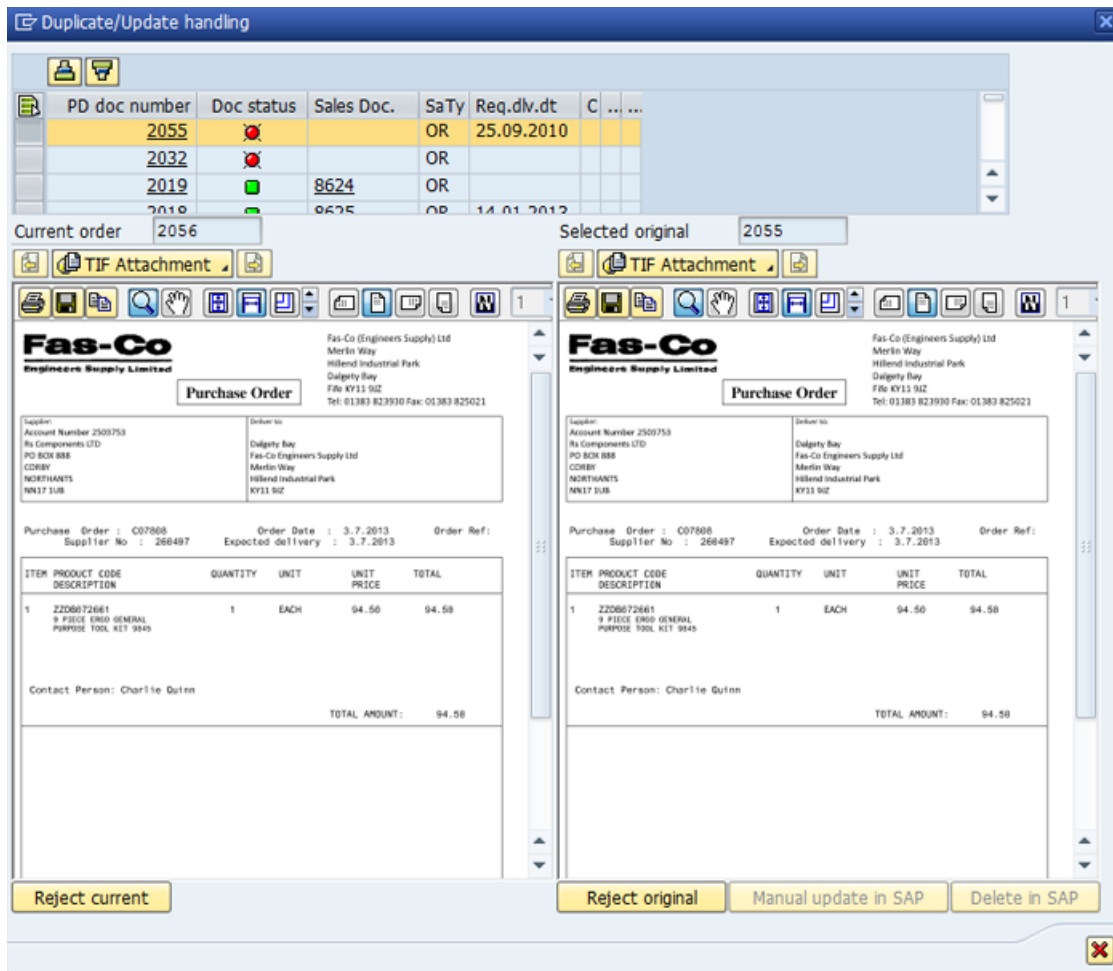 Duplicate/Update handling
PD doc number Doc status Sales Doc. SaTy Req.dlv.dt C ... ...
2055 OR 25.09.2010
2032 OR
2019 8624 OR
2018 8625 OR 14.01.2013
Current order 2056
TIF Attachment
1
Fas-Co
Engineers Supply Limited
Fas-Co (Engineers Supply) Ltd
Merlin Way
Hillend Industrial Park
Dalgety Bay
Fife KY11 9JZ
Tel: 01383 823930 Fax: 01383 825021
Purchase Order
Supplier:
Account Number 2503753
Rs Components LTD
PO BOX 888
CORBY
NORTHANTS
NN17 1UB
Deliver to:
Dalgety Bay
Fas-Co Engineers Supply Ltd
Merlin Way
Hillend Industrial Park
KY11 9JZ
Purchase Order : C07808 Order Date : 3.7.2013 Order Ref:
Supplier No : 260497 Expected delivery : 3.7.2013
ITEM PRODUCT CODE QUANTITY UNIT UNIT TOTAL
DESCRIPTION PRICE
1 ZZDB072661 1 EACH 94.50 94.50
9 PIECE ERGO GENERAL
PURPOSE TOOL KIT 9845
Contact Person: Charlie Quinn
TOTAL AMOUNT: 94.50
Reject current
Selected original 2055
TIF Attachment
1
Fas-Co
Engineers Supply Limited
Fas-Co (Engineers Supply) Ltd
Merlin Way
Hillend Industrial Park
Dalgety Bay
Fife KY11 9JZ
Tel: 01383 823930 Fax: 01383 825021
Purchase Order
Supplier:
Account Number 2503753
Rs Components LTD
PO BOX 888
CORBY
NORTHANTS
NN17 1UB
Deliver to:
Dalgety Bay
Fas-Co Engineers Supply Ltd
Merlin Way
Hillend Industrial Park
KY11 9JZ
Purchase Order : C07808 Order Date : 3.7.2013 Order Ref:
Supplier No : 260497 Expected delivery : 3.7.2013
ITEM PRODUCT CODE QUANTITY UNIT UNIT TOTAL
DESCRIPTION PRICE
1 ZZDB072661 1 EACH 94.50 94.50
9 PIECE ERGO GENERAL
PURPOSE TOOL KIT 9845
Contact Person: Charlie Quinn
TOTAL AMOUNT: 94.50
Reject original Manual update in SAP Delete in SAP